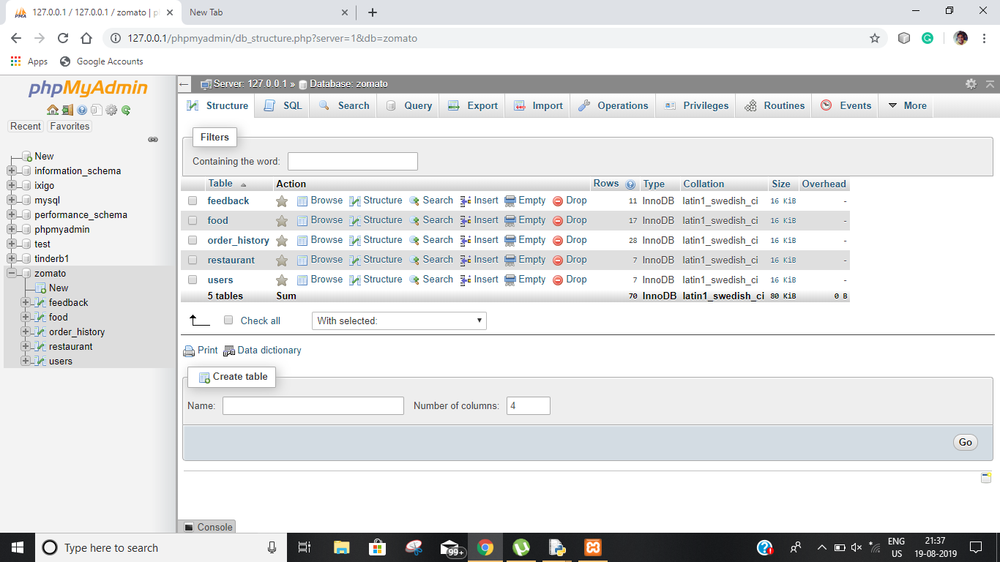 127.0.0.1 / 127.0.0.1 / zomato | p
New Tab
127.0.0.1/phpmyadmin/db_structure.php?server=1&db=zomato
Apps Google Accounts
phpMyAdmin
Recent Favorites
New
information_schema
ixigo
mysql
performance_schema
phpmyadmin
test
tinderb1
zomato
New
feedback
food
order_history
restaurant
users
Server: 127.0.0.1 » Database: zomato
Structure SQL Search Query Export Import Operations Privileges Routines Events More
Filters
Containing the word:
Table Action Rows Type Collation Size Overhead
feedback Browse Structure Search Insert Empty Drop 11 InnoDB latin1_swedish_ci 16 KiB -
food Browse Structure Search Insert Empty Drop 17 InnoDB latin1_swedish_ci 16 KiB -
order_history Browse Structure Search Insert Empty Drop 28 InnoDB latin1_swedish_ci 16 KiB -
restaurant Browse Structure Search Insert Empty Drop 7 InnoDB latin1_swedish_ci 16 KiB -
users Browse Structure Search Insert Empty Drop 7 InnoDB latin1_swedish_ci 16 KiB -
5 tables Sum 70 InnoDB latin1_swedish_ci 80 KiB 0 B
Check all With selected:
Print Data dictionary
Create table
Name: Number of columns: 4
Go
Console
Type here to search
99+
ENG
US
21:37
19-08-2019